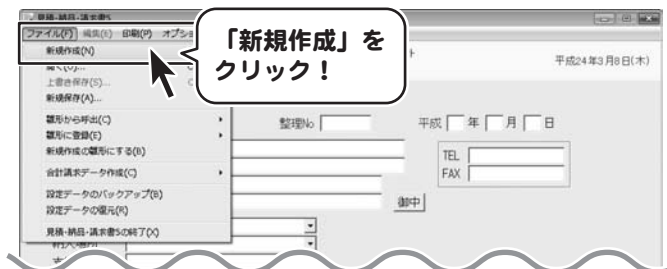 見積・納品・請求書5
ファイル(F) 編集(E) 印刷(P) オプショ
「新規作成」を
クリック！
新規作成(N)
平成24年3月8日(木)
開く(O)...
上書き保存(S)...
新規保存(A)...
雛形から呼出(C)
整理No
平成 年 月 日
雛形に登録(E)
新規作成の雛形にする(B)
TEL
FAX
合計請求データ作成(C)
設定データのバックアップ(B)
御中
設定データの復元(R)
見積・納品・請求書5の終了(X)